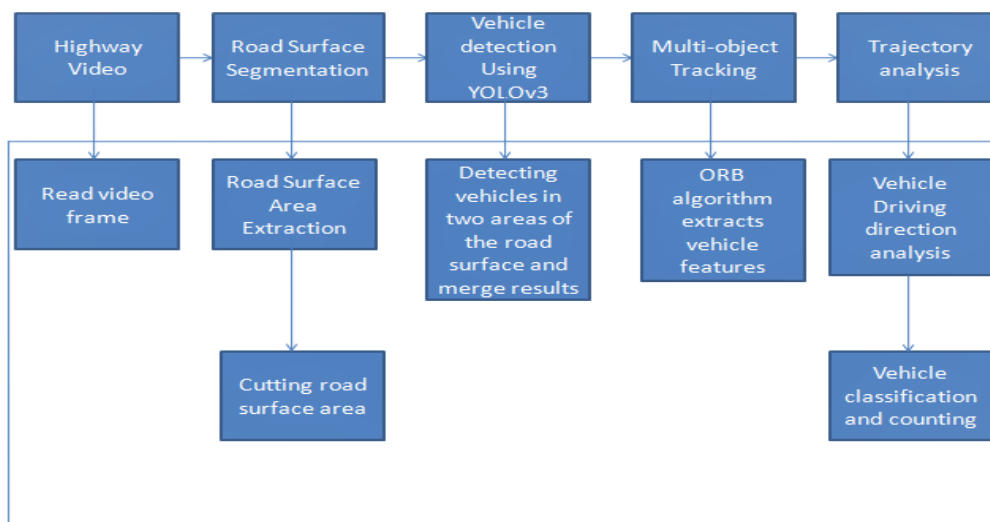 Highway
Video
Road Surface
Segmentation
Vehicle
detection
Using
YOLOv3
Multi-object
Tracking
Trajectory
analysis
Read video
frame
Road Surface
Area
Extraction
Detecting
vehicles in
two areas of
the road
surface and
merge results
ORB
algorithm
extracts
vehicle
features
Vehicle
Driving
direction
analysis
Cutting road
surface area
Vehicle
classification
and counting